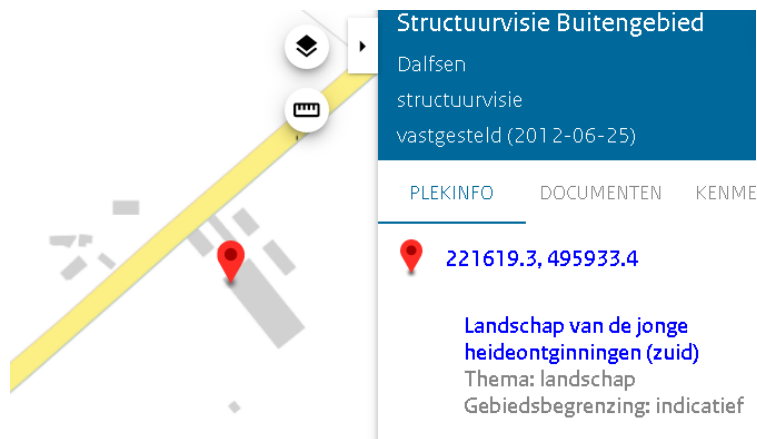 Structuurvisie Buitengebied
Dalfsen
structuurvisie
vastgesteld (2012-06-25)
PLEKINFO DOCUMENTEN KENME
221619.3, 495933.4
Landschap van de jonge
heideontginningen (zuid)
Thema: landschap
Gebiedsbegrenzing: indicatief